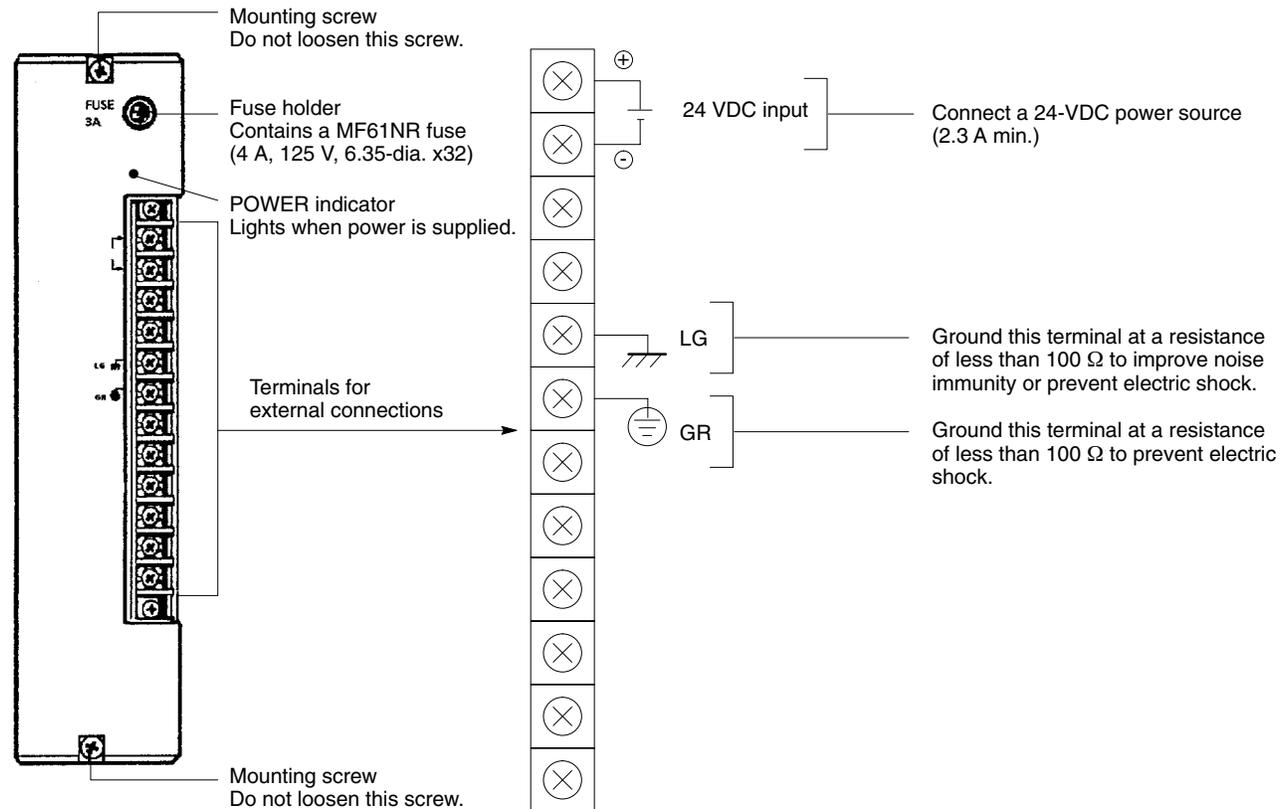 Mounting screw
Do not loosen this screw.
FUSE
3A
Fuse holder
Contains a MF61NR fuse
(4 A, 125 V, 6.35-dia. x32)
POWER indicator
Lights when power is supplied.
LG
GR
Terminals for
external connections
Mounting screw
Do not loosen this screw.
+
24 VDC input
-
Connect a 24-VDC power source
(2.3 A min.)
LG
Ground this terminal at a resistance
of less than 100 Ω to improve noise
immunity or prevent electric shock.
GR
Ground this terminal at a resistance
of less than 100 Ω to prevent electric
shock.